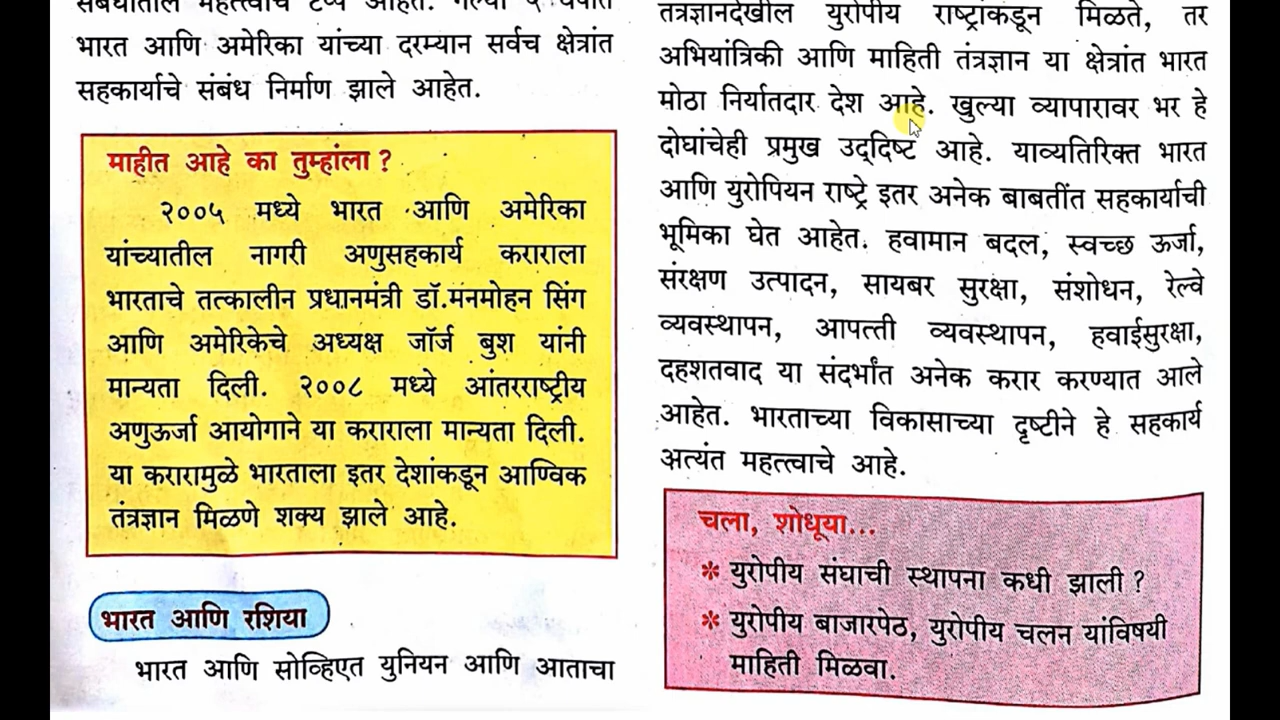 संबंधातील महत्त्वाचे टप्पे आहेत. गेल्या ५ वर्षांत
भारत आणि अमेरिका यांच्या दरम्यान सर्वच क्षेत्रांत
सहकार्याचे संबंध निर्माण झाले आहेत.
माहीत आहे का तुम्हांला ?
२००५ मध्ये भारत आणि अमेरिका
यांच्यातील नागरी अणुसहकार्य कराराला
भारताचे तत्कालीन प्रधानमंत्री डॉ.मनमोहन सिंग
आणि अमेरिकेचे अध्यक्ष जॉर्ज बुश यांनी
मान्यता दिली. २००८ मध्ये आंतरराष्ट्रीय
अणुऊर्जा आयोगाने या कराराला मान्यता दिली.
या करारामुळे भारताला इतर देशांकडून आण्विक
तंत्रज्ञान मिळणे शक्य झाले आहे.
भारत आणि रशिया
भारत आणि सोव्हिएत युनियन आणि आताचा
तंत्रज्ञानदेखील युरोपीय राष्ट्रांकडून मिळते, तर
अभियांत्रिकी आणि माहिती तंत्रज्ञान या क्षेत्रांत भारत
मोठा निर्यातदार देश आहे. खुल्या व्यापारावर भर हे
दोघांचेही प्रमुख उद्‌दिष्ट आहे. याव्यतिरिक्त भारत
आणि युरोपियन राष्ट्रे इतर अनेक बाबतींत सहकार्याची
भूमिका घेत आहेत. हवामान बदल, स्वच्छ ऊर्जा,
संरक्षण उत्पादन, सायबर सुरक्षा, संशोधन, रेल्वे
व्यवस्थापन, आपत्ती व्यवस्थापन, हवाईसुरक्षा,
दहशतवाद या संदर्भांत अनेक करार करण्यात आले
आहेत. भारताच्या विकासाच्या दृष्टीने हे सहकार्य
अत्यंत महत्त्वाचे आहे.
चला, शोधूया...
* युरोपीय संघाची स्थापना कधी झाली ?
* युरोपीय बाजारपेठ, युरोपीय चलन यांविषयी
माहिती मिळवा.